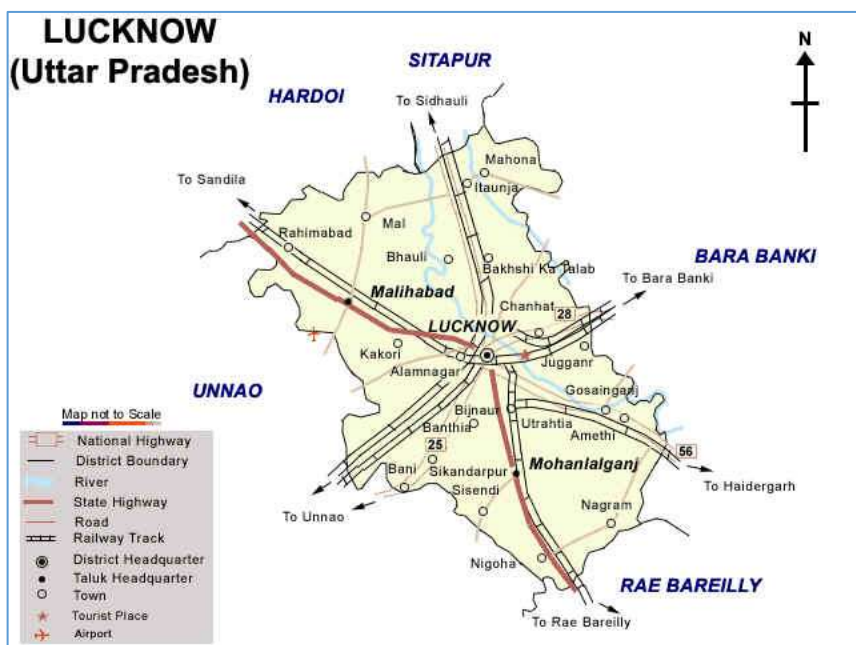 LUCKNOW
(Uttar Pradesh)
SITAPUR
N
HARDOI
To Sidhauli
Mahona
To Sandila
Itaunja
Mal
Rahimabad
Bhauli
Bakhshi Ka Talab
BARA BANKI
To Bara Banki
Malihabad
Chanhat
28
LUCKNOW
Kakori
Jugganr
Alamnagar
UNNAO
Gosainganj
Map not to Scale
Bijnaur
Banthia
Utrahtia
Amethi
National Highway
25
56
District Boundary
Bani
Sikandarpur
Mohanlalganj
River
Sisendi
To Haidergarh
State Highway
To Unnao
Nagram
Road
Railway Track
District Headquarter
Nigoha
Taluk Headquarter
RAE BAREILLY
Town
Tourist Place
To Rae Bareilly
Airport